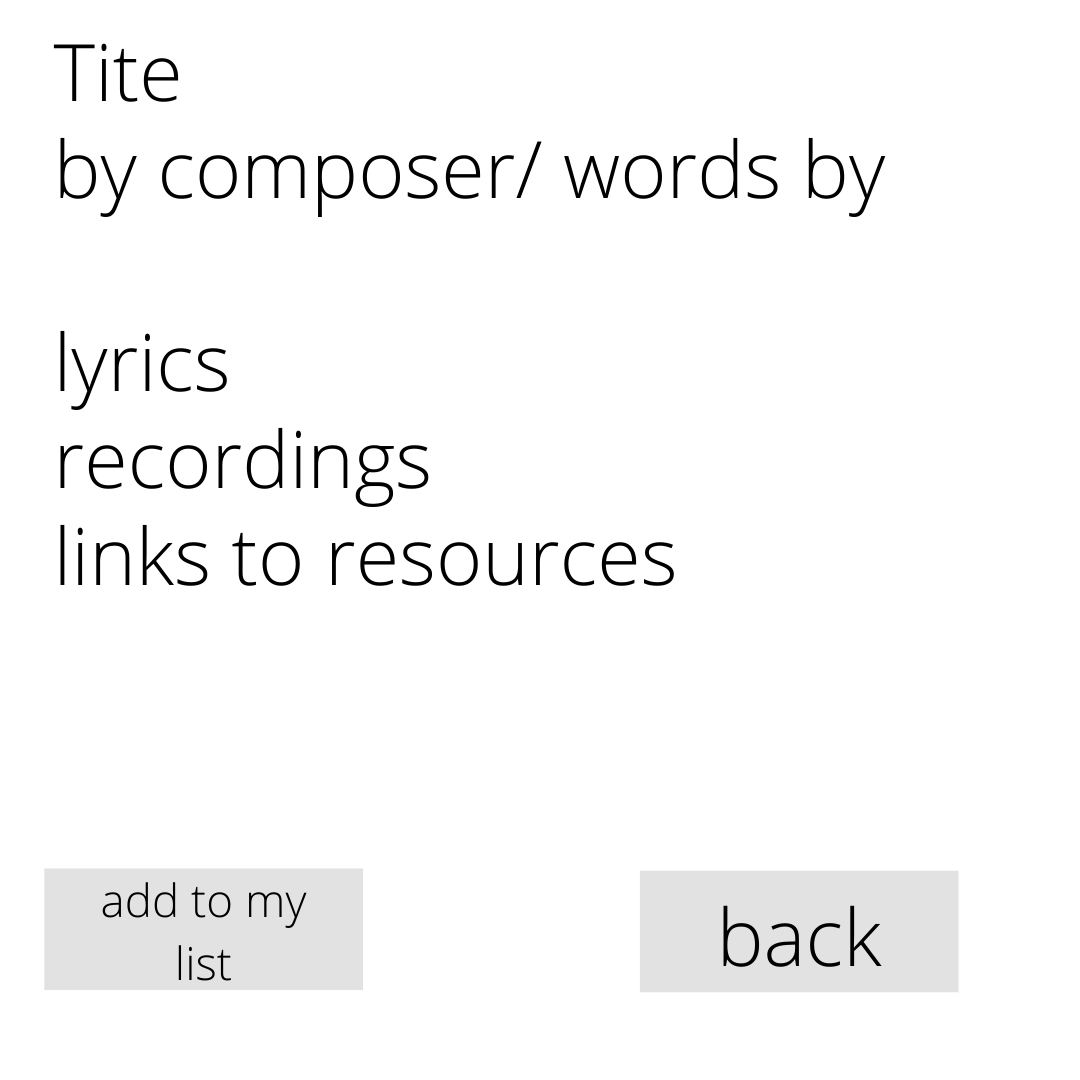 Tite
by composer/ words by
lyrics
recordings
links to resources
add to my
list
back